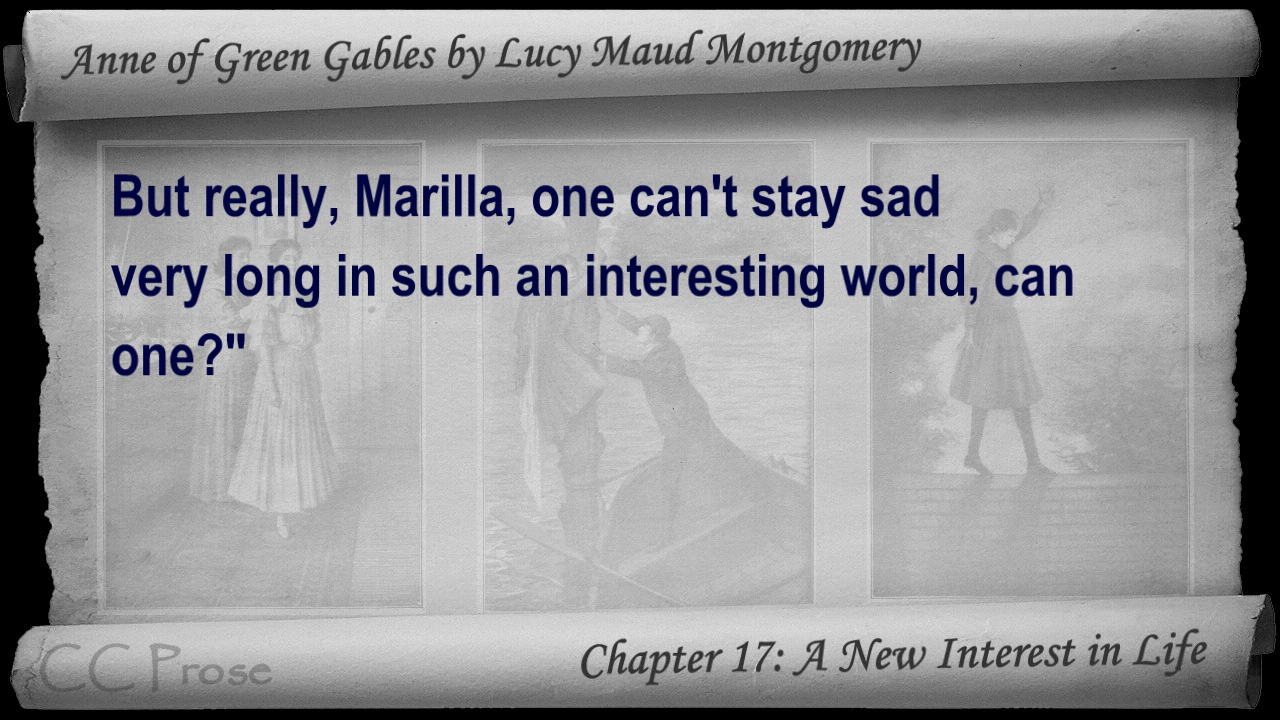 Anne of Green Gables by Lucy Maud Montgomery
But really, Marilla, one can't stay sad
very long in such an interesting world, can
one?"
CC Prose
Chapter 17: A New Interest in Life